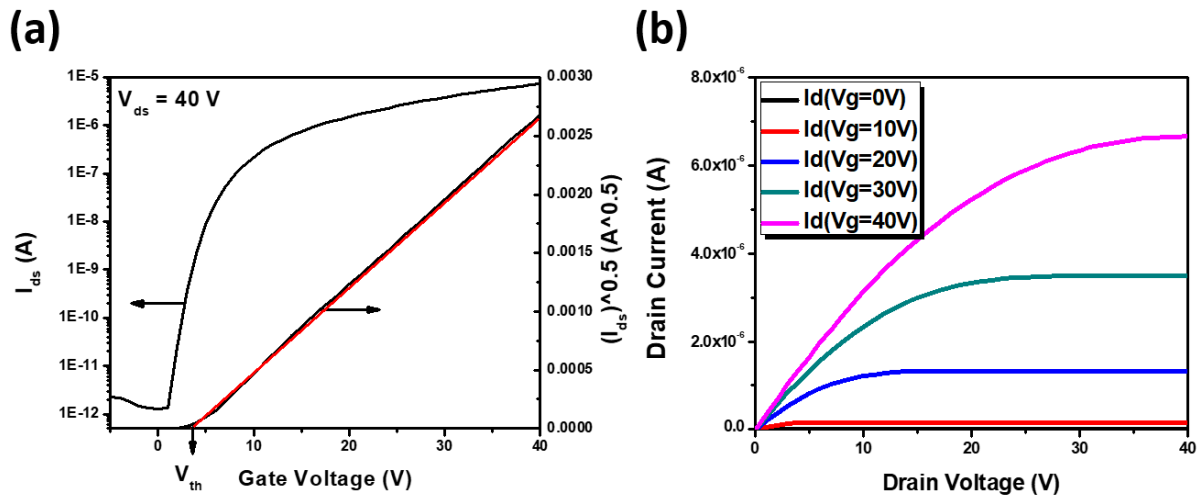 (a)
V_ds = 40 V
1E-5
1E-6
1E-7
1E-8
1E-9
1E-10
1E-11
1E-12
I_ds (A)
0.0030
0.0025
0.0020
0.0015
0.0010
0.0005
0.0000
(I_ds)^0.5 (A^0.5)
0 10 20 30 40
V_th
Gate Voltage (V)
(b)
8.0x10⁻⁶
6.0x10⁻⁶
4.0x10⁻⁶
2.0x10⁻⁶
0.0
Drain Current (A)
Id(Vg=0V)
Id(Vg=10V)
Id(Vg=20V)
Id(Vg=30V)
Id(Vg=40V)
0 10 20 30 40
Drain Voltage (V)